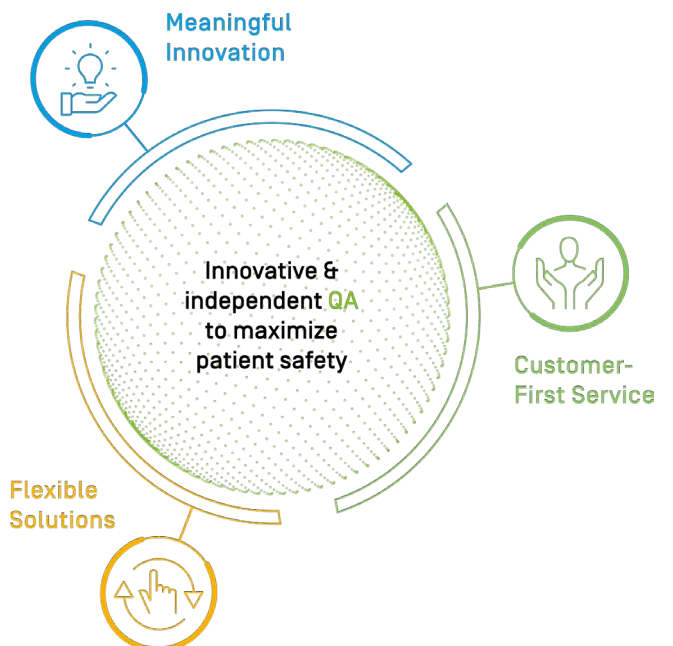 Meaningful
Innovation
Innovative &
independent QA
to maximize
patient safety
Customer-
First Service
Flexible
Solutions